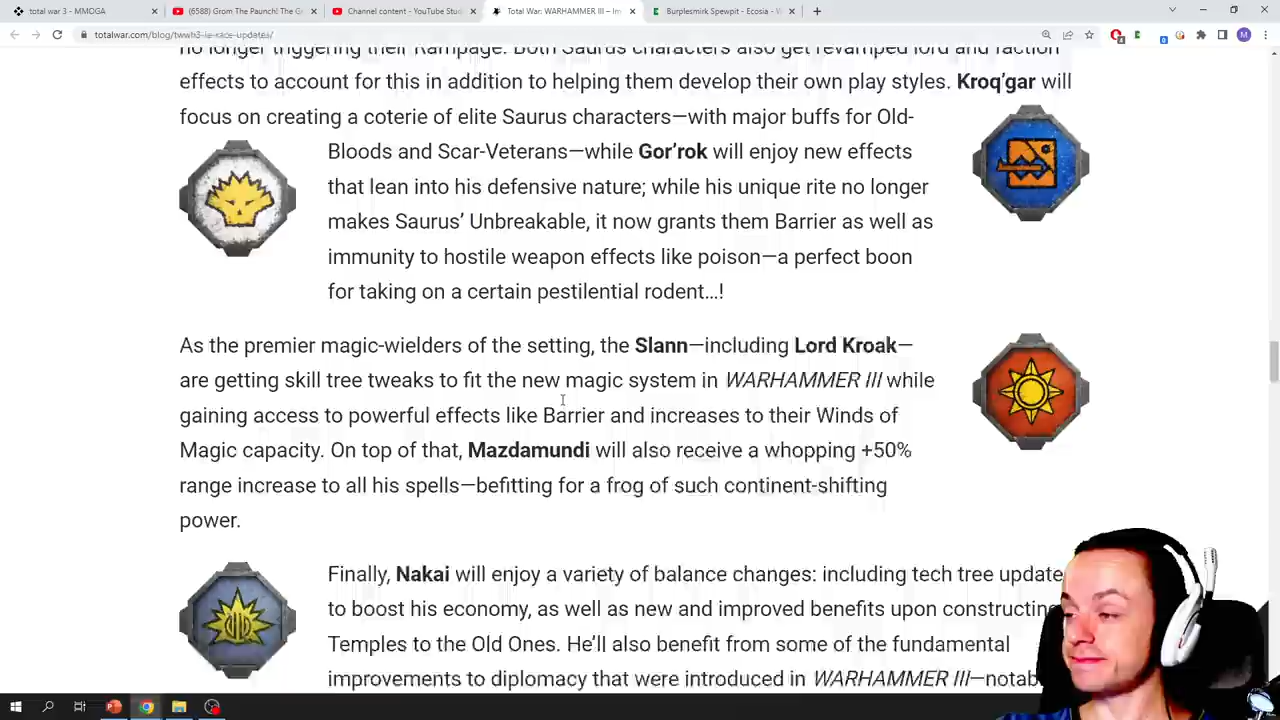 total war 3 - MMOGA
(6588) Grom The Paunch! The G
Channel content - YouTube Stud
Total War: WARHAMMER III – Im
Burplesmirk Spewpit - Ecosia - W
totalwar.com/blog/twwh3-ie-race-updates/
no longer triggering their Rampage. Both Saurus characters also get revamped lord and faction
effects to account for this in addition to helping them develop their own play styles. Kroq’gar will
focus on creating a coterie of elite Saurus characters—with major buffs for Old-
Bloods and Scar-Veterans—while Gor’rok will enjoy new effects
that lean into his defensive nature; while his unique rite no longer
makes Saurus’ Unbreakable, it now grants them Barrier as well as
immunity to hostile weapon effects like poison—a perfect boon
for taking on a certain pestilential rodent…!
As the premier magic-wielders of the setting, the Slann—including Lord Kroak—
are getting skill tree tweaks to fit the new magic system in WARHAMMER III while
gaining access to powerful effects like Barrier and increases to their Winds of
Magic capacity. On top of that, Mazdamundi will also receive a whopping +50%
range increase to all his spells—befitting for a frog of such continent-shifting
power.
Finally, Nakai will enjoy a variety of balance changes: including tech tree update
to boost his economy, as well as new and improved benefits upon constructing
Temples to the Old Ones. He’ll also benefit from some of the fundamental
improvements to diplomacy that were introduced in WARHAMMER III—notab